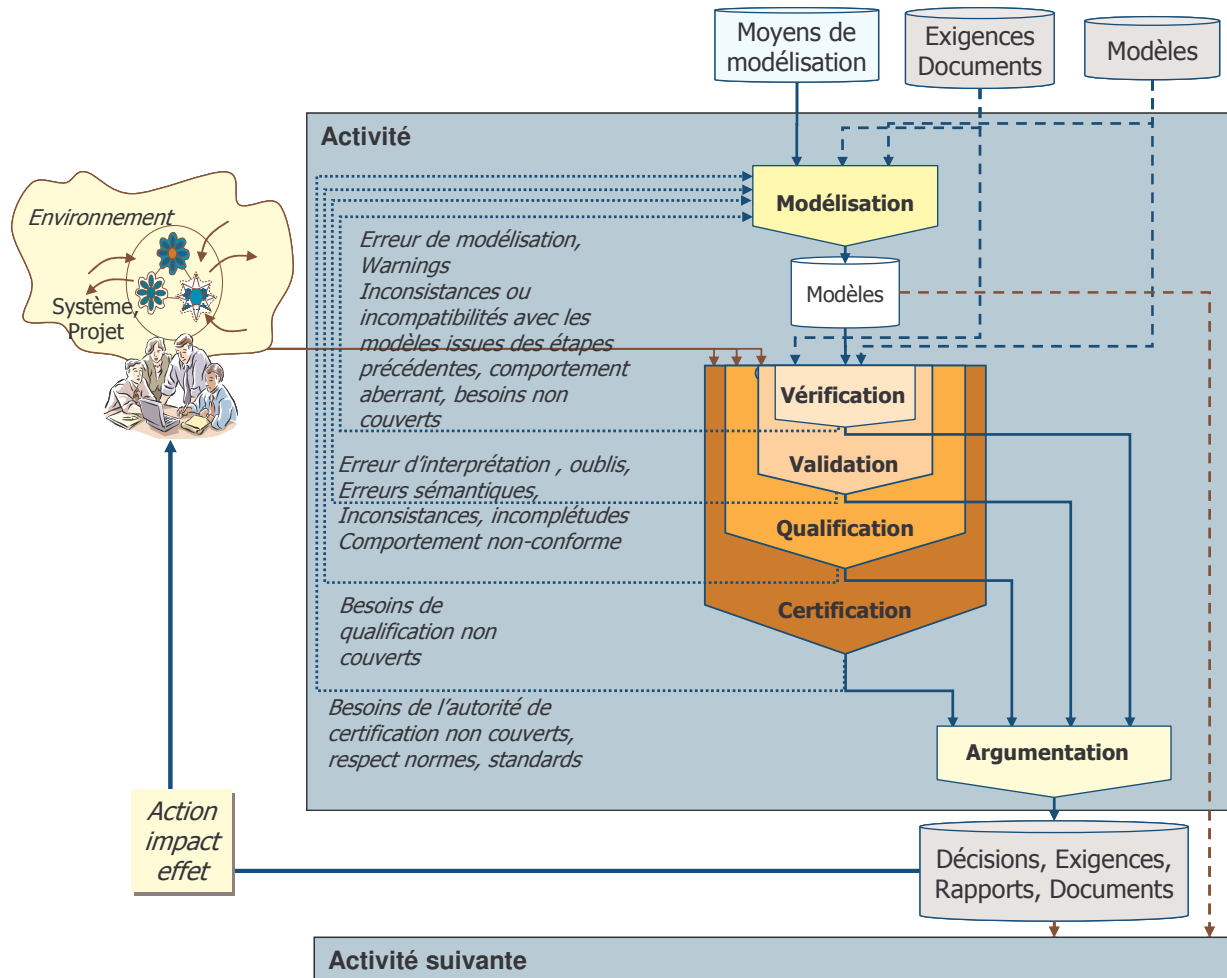 Moyens de
modélisation
Exigences
Documents
Modèles
Activité
Modélisation
Environnement
Système,
Projet
Erreur de modélisation,
Warnings
Inconsistances ou
incompatibilités avec les
modèles issues des étapes
précédentes, comportement
aberrant, besoins non
couverts
Modèles
Vérification
Validation
Qualification
Certification
Erreur d'interprétation , oublis,
Erreurs sémantiques,
Inconsistances, incomplétudes
Comportement non-conforme
Besoins de
qualification non
couverts
Besoins de l'autorité de
certification non couverts,
respect normes, standards
Argumentation
Action
impact
effet
Décisions, Exigences,
Rapports, Documents
Activité suivante